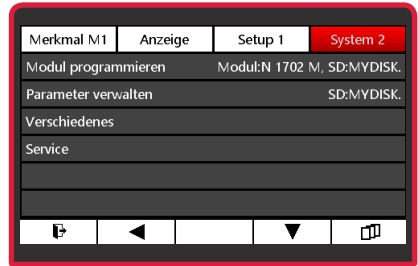 Merkmal M1 Anzeige Setup 1 System 2
Modul programmieren Modul:N 1702 M, SD:MYDISK.
Parameter verwalten SD:MYDISK.
Verschiedenes
Service